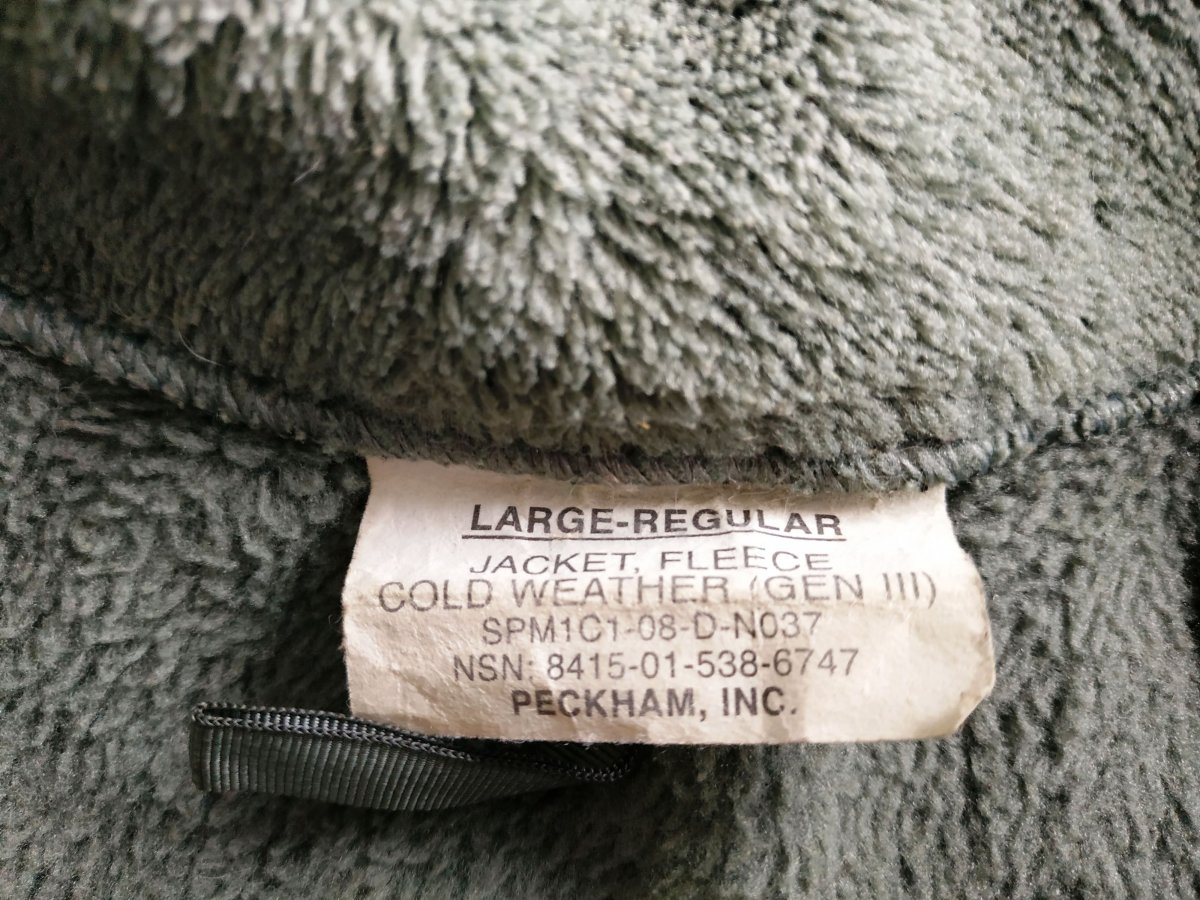 LARGE-REGULAR
JACKET, FLEECE
COLD WEATHER (GEN III)
SPM1C1-08-D-N037
NSN: 8415-01-538-6747
PECKHAM, INC.